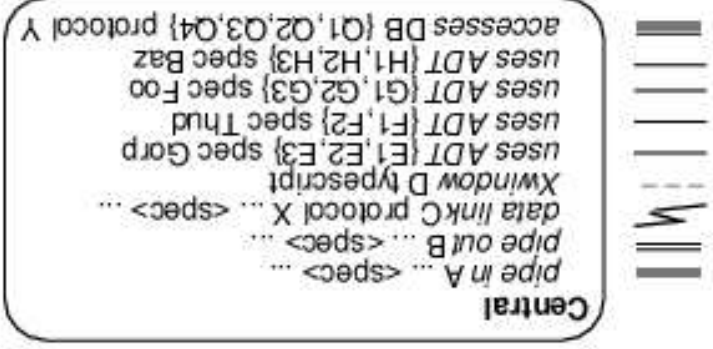 Central
pipe in A ... <spec> ...
pipe out B ... <spec> ...
data link C protocol X ... <spec> ...
Xwindow D typescript
uses ADT {E1,E2,E3} spec Gorp
uses ADT {F1,F2} spec Thud
uses ADT {G1,G2,G3} spec Foo
uses ADT {H1,H2,H3} spec Baz
accesses DB {Q1,Q2,Q3,Q4} protocol Y